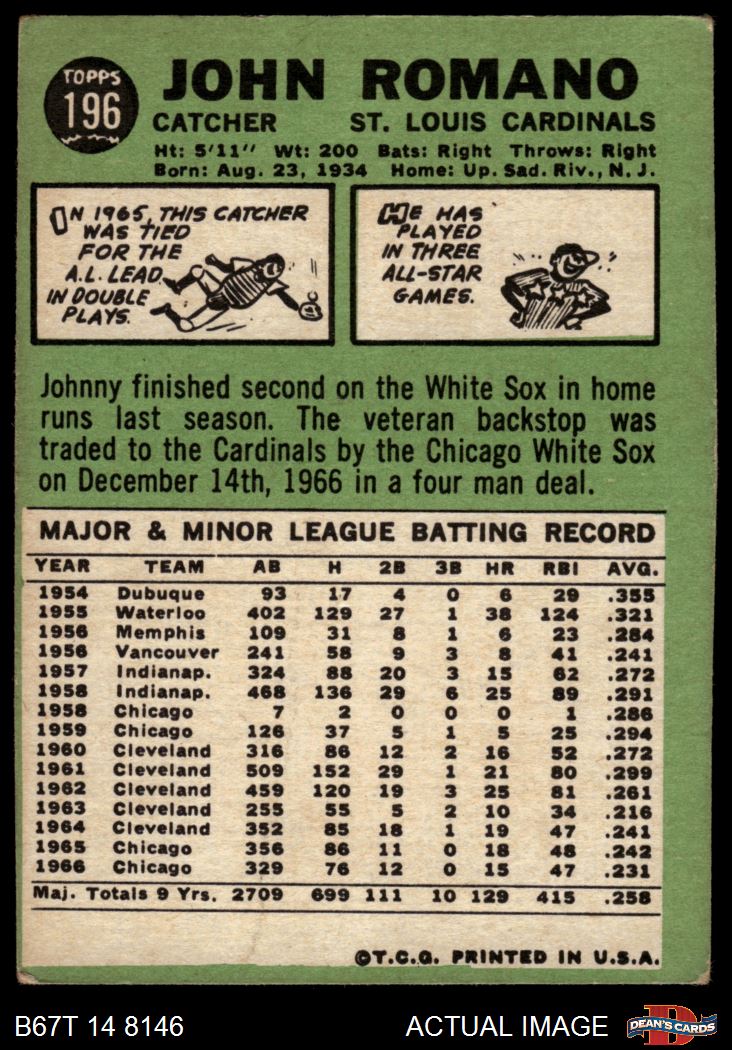 TOPPS
196
JOHN ROMANO
CATCHER ST. LOUIS CARDINALS
Ht: 5'11" Wt: 200 Bats: Right Throws: Right
Born: Aug. 23, 1934 Home: Up. Sad. Riv., N. J.
IN 1965, THIS CATCHER
WAS TIED
FOR THE
A.L. LEAD
IN DOUBLE
PLAYS.
HE HAS
PLAYED
IN THREE
ALL-STAR
GAMES.
Johnny finished second on the White Sox in home
runs last season. The veteran backstop was
traded to the Cardinals by the Chicago White Sox
on December 14th, 1966 in a four man deal.
MAJOR & MINOR LEAGUE BATTING RECORD
YEAR TEAM AB H 2B 3B HR RBI AVG.
1954 Dubuque 93 17 4 0 6 29 .355
1955 Waterloo 402 129 27 1 38 124 .321
1956 Memphis 109 31 8 1 6 23 .284
1956 Vancouver 241 58 9 3 8 41 .241
1957 Indianap. 324 88 20 3 15 62 .272
1958 Indianap. 468 136 29 6 25 89 .291
1958 Chicago 7 2 0 0 0 1 .286
1959 Chicago 126 37 5 1 5 25 .294
1960 Cleveland 316 86 12 2 16 52 .272
1961 Cleveland 509 152 29 1 21 80 .299
1962 Cleveland 459 120 19 3 25 81 .261
1963 Cleveland 255 55 5 2 10 34 .216
1964 Cleveland 352 85 18 1 19 47 .241
1965 Chicago 356 86 11 0 18 48 .242
1966 Chicago 329 76 12 0 15 47 .231
Maj. Totals 9 Yrs. 2709 699 111 10 129 415 .258
©T.C.G. PRINTED IN U.S.A.
B67T 14 8146 ACTUAL IMAGE
D
DEAN'S CARDS